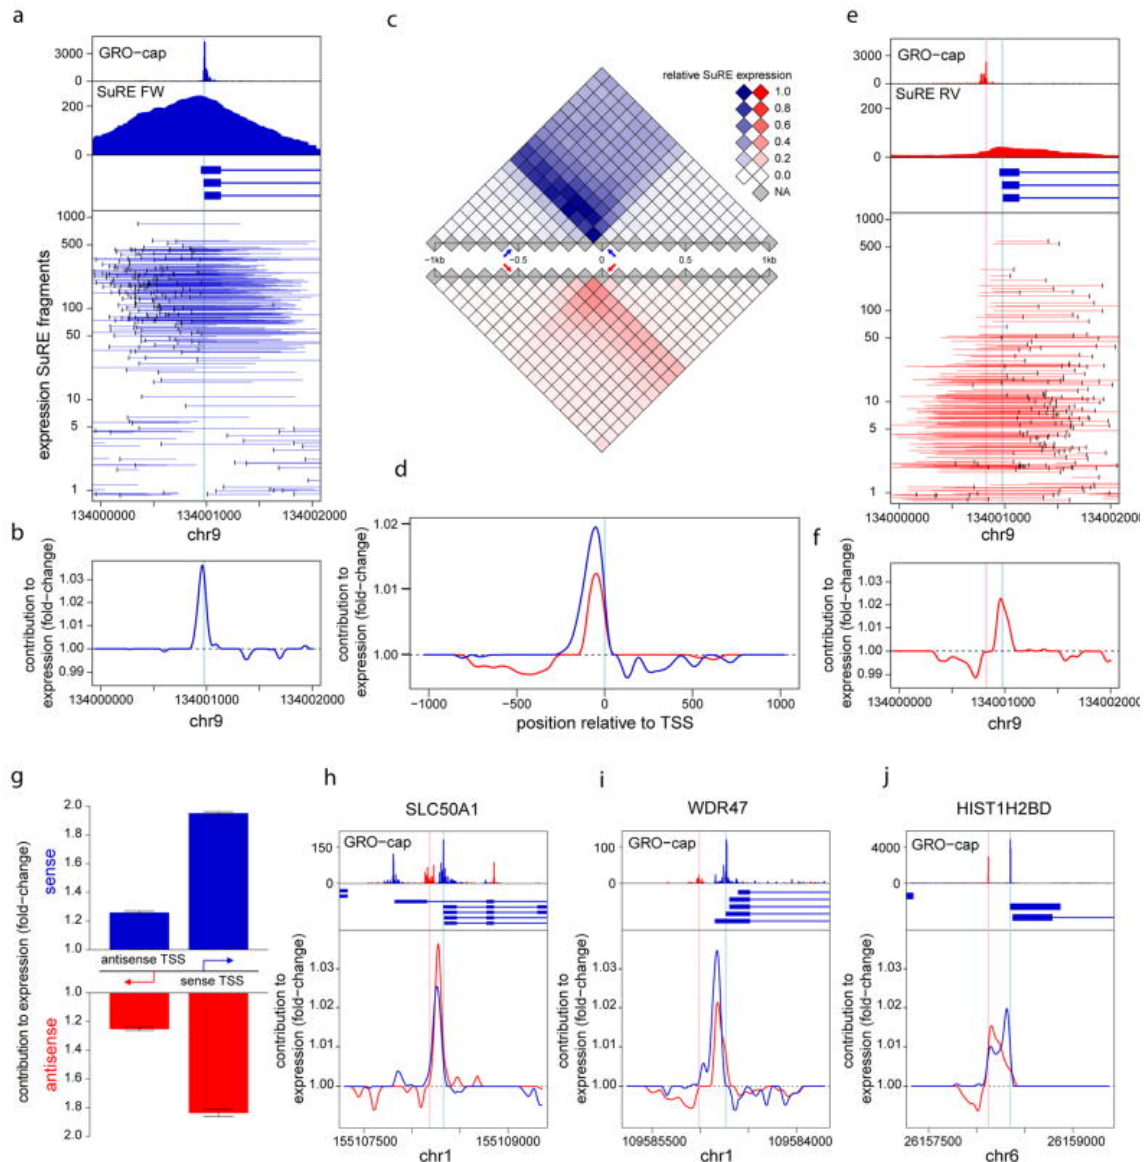 a
GRO-cap
3000
0
SuRE FW
200
0
1000
500
100
50
10
5
1
expression SuRE fragments
134000000 134001000 134002000
chr9
b
contribution to
expression (fold-change)
1.03
1.02
1.01
1.00
0.99
134000000 134001000 134002000
chr9
c
relative SuRE expression
1.0
0.8
0.6
0.4
0.2
0.0
NA
-1kb -0.5 0 0.5 1kb
d
contribution to
expression (fold-change)
1.02
1.01
1.00
-1000 -500 0 500 1000
position relative to TSS
e
GRO-cap
3000
0
SuRE RV
200
0
1000
500
100
50
10
5
1
134000000 134001000 134002000
chr9
f
contribution to
expression (fold-change)
1.03
1.02
1.01
1.00
0.99
134000000 134001000 134002000
chr9
g
contribution to expression (fold-change)
sense
2.0
1.8
1.6
1.4
1.2
1.0
antisense TSS
sense TSS
antisense
1.0
1.2
1.4
1.6
1.8
2.0
h
SLC50A1
GRO-cap
150
0
contribution to
expression (fold-change)
1.03
1.02
1.01
1.00
155107500 155109000
chr1
i
WDR47
GRO-cap
100
0
contribution to
expression (fold-change)
1.03
1.02
1.01
1.00
109585500 109584000
chr1
j
HIST1H2BD
GRO-cap
4000
0
contribution to
expression (fold-change)
1.03
1.02
1.01
1.00
26157500 26159000
chr6